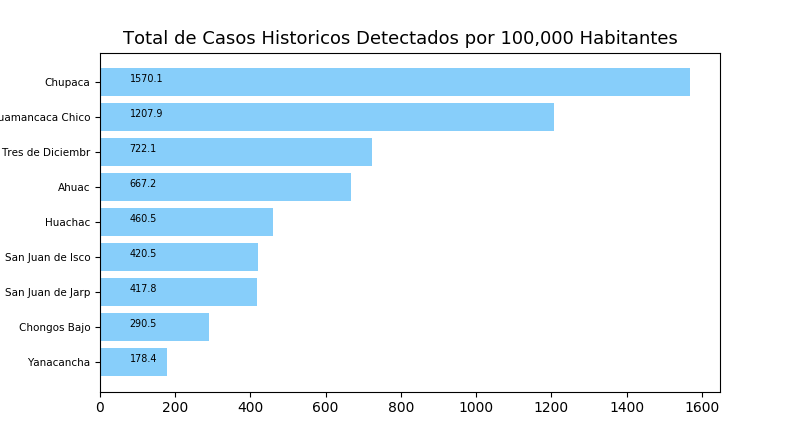 Total de Casos Historicos Detectados por 100,000 Habitantes
Chupaca 1570.1
uamancaca Chico 1207.9
Tres de Diciembr 722.1
Ahuac 667.2
Huachac 460.5
San Juan de Isco 420.5
San Juan de Jarp 417.8
Chongos Bajo 290.5
Yanacancha 178.4
0 200 400 600 800 1000 1200 1400 1600